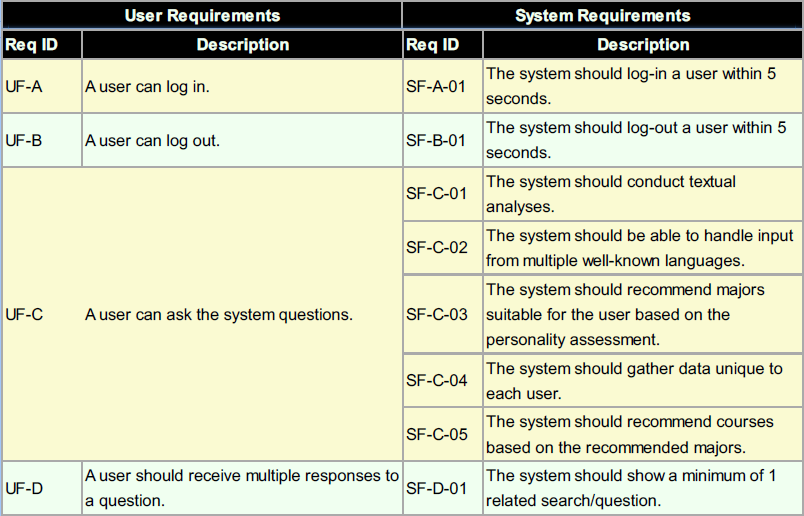 User Requirements System Requirements
Req ID Description Req ID Description
UF-A A user can log in. SF-A-01 The system should log-in a user within 5
seconds.
UF-B A user can log out. SF-B-01 The system should log-out a user within 5
seconds.
UF-C A user can ask the system questions. SF-C-01 The system should conduct textual
analyses.
SF-C-02 The system should be able to handle input
from multiple well-known languages.
SF-C-03 The system should recommend majors
suitable for the user based on the
personality assessment.
SF-C-04 The system should gather data unique to
each user.
SF-C-05 The system should recommend courses
based on the recommended majors.
UF-D A user should receive multiple responses to
a question. SF-D-01 The system should show a minimum of 1
related search/question.